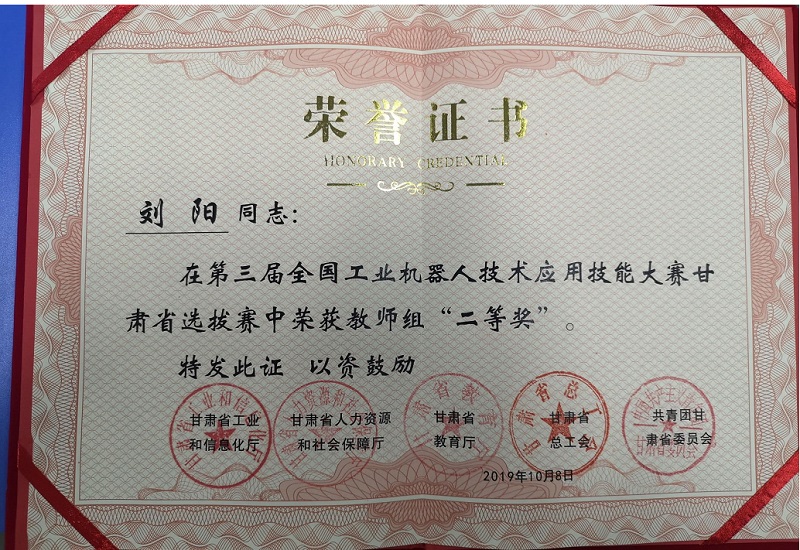 荣誉证书
HONGRARY CREDENTIAL
刘 阳 同志：
在第三届全国工业机器人技术应用技能大赛甘
肃省选拔赛中荣获教师组“二等奖”。
特发此证 以资鼓励
甘肃省工业
和信息化厅
甘肃省人力资源
和社会保障厅
甘肃省
教育厅
甘肃省
总工会
共青团甘
肃省委员会
2019年10月8日